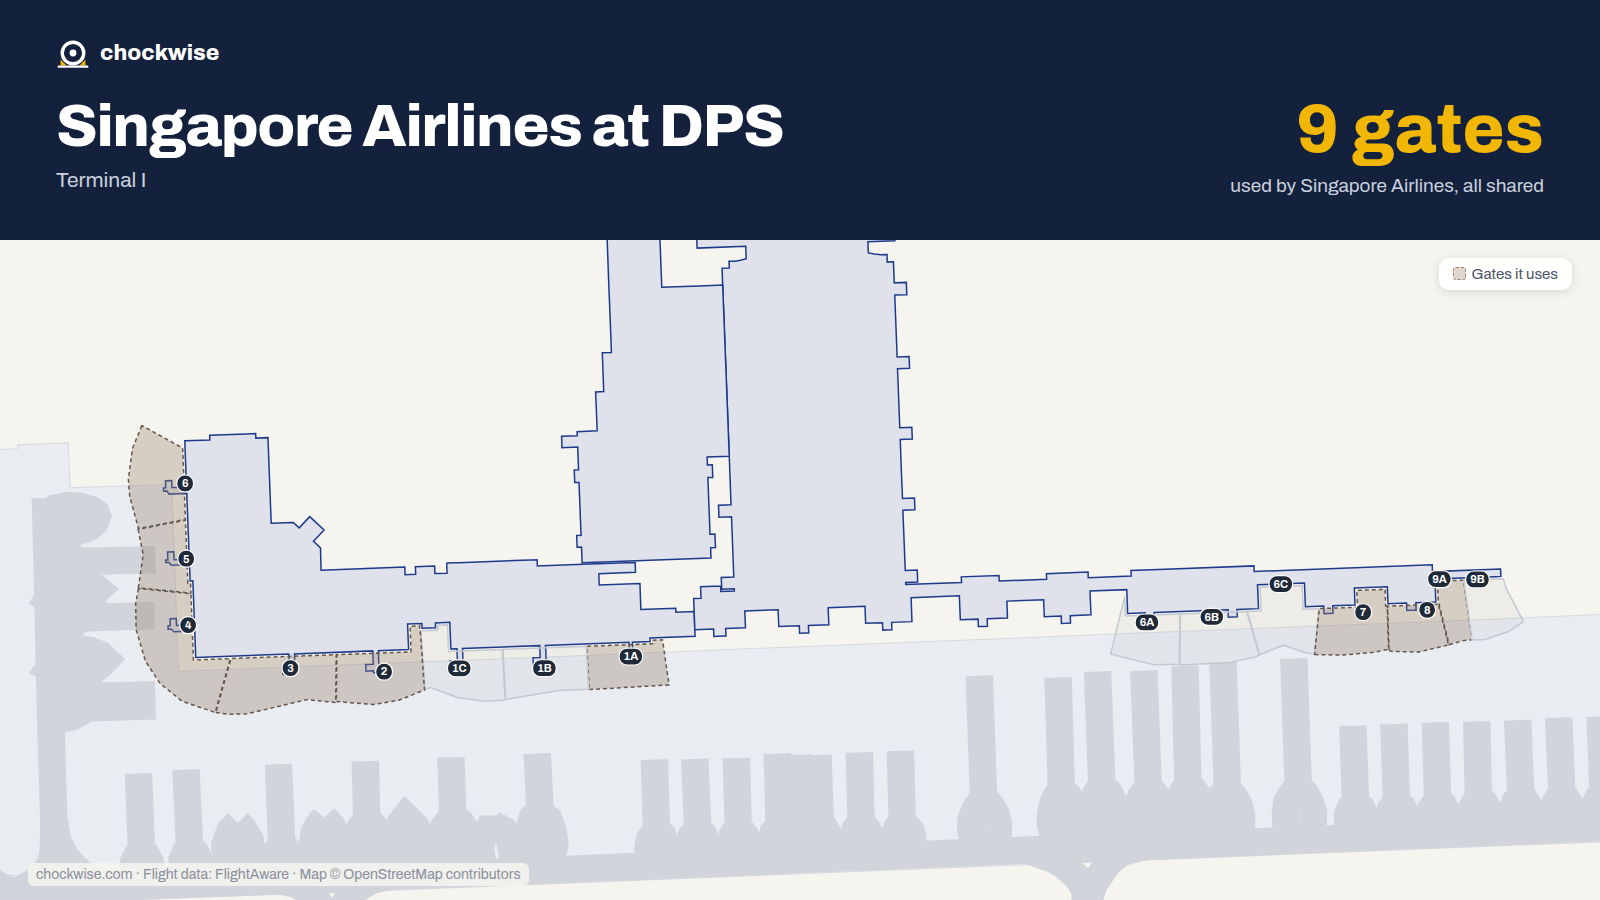 chockwise
Singapore Airlines at DPS
Terminal I
9 gates
used by Singapore Airlines, all shared
Gates it uses
6
5
4
3
2
1C
1B
1A
6A
6B
6C
7
8
9A
9B
chockwise.com · Flight data: FlightAware · Map © OpenStreetMap contributors